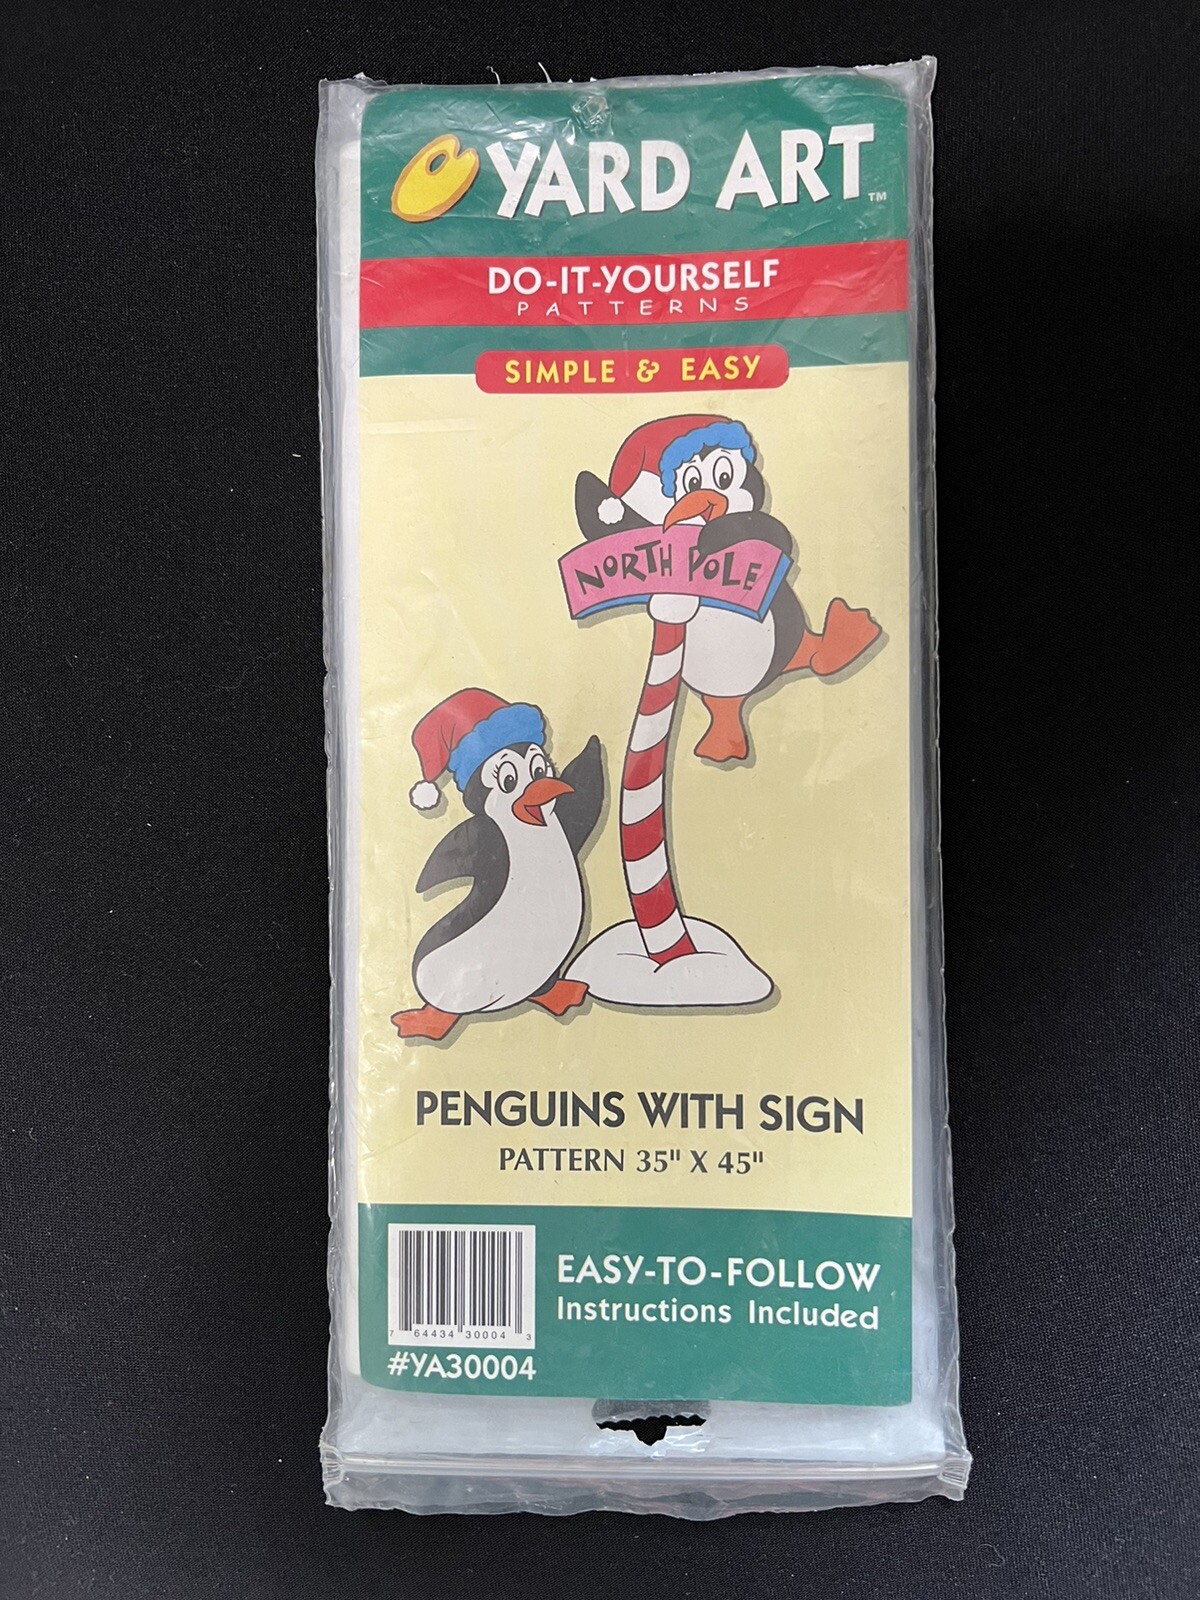 YARD ART™
DO-IT-YOURSELF
PATTERNS
SIMPLE & EASY
NORTH POLE
PENGUINS WITH SIGN
PATTERN 35" X 45"
EASY-TO-FOLLOW
Instructions Included
7 64434 30004 3
#YA30004